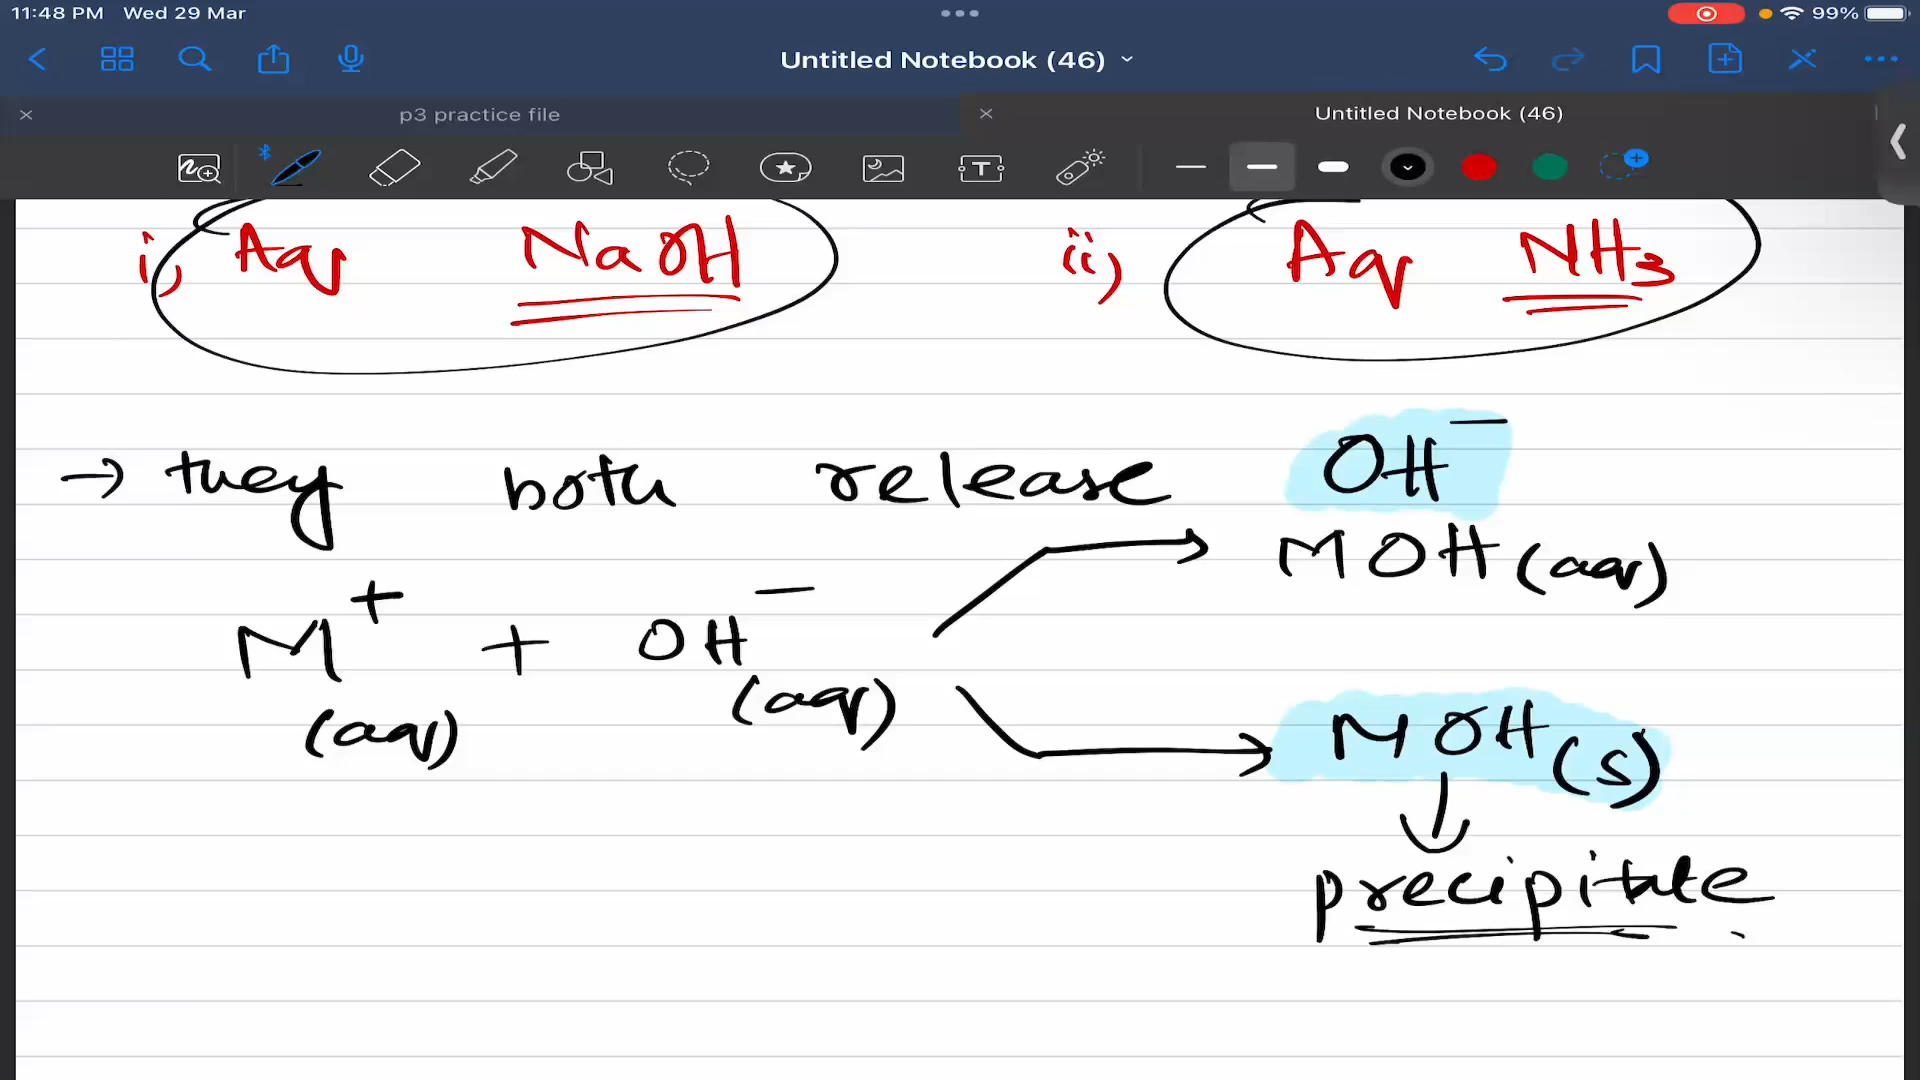 11:48 PM Wed 29 Mar
99%
Untitled Notebook (46)
p3 practice file
Untitled Notebook (46)
T
i) Aq NaOH ii) Aq NH3
→ they both release OH⁻
MOH (aq)
M⁺ + OH⁻
(aq) (aq)
MOH (s)
↓
precipitate